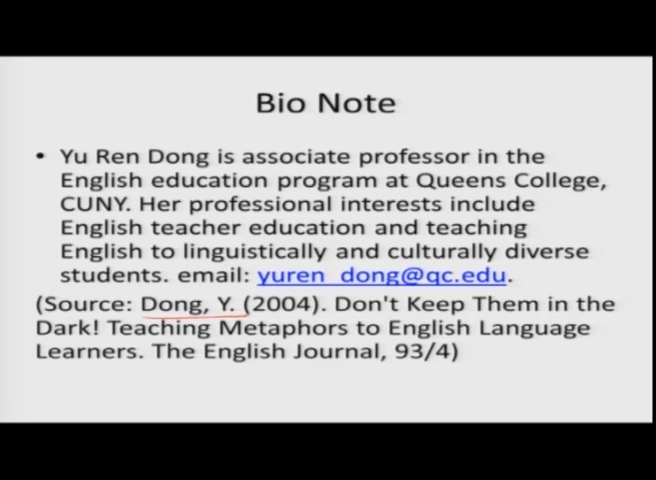 Bio Note
• Yu Ren Dong is associate professor in the
English education program at Queens College,
CUNY. Her professional interests include
English teacher education and teaching
English to linguistically and culturally diverse
students. email: yuren_dong@qc.edu.
(Source: Dong, Y. (2004). Don't Keep Them in the
Dark! Teaching Metaphors to English Language
Learners. The English Journal, 93/4)